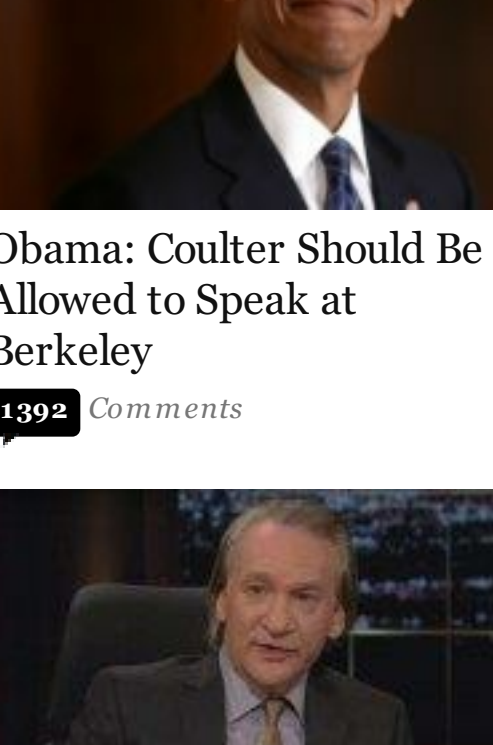 Obama: Coulter Should Be
Allowed to Speak at
Berkeley
1392 Comments